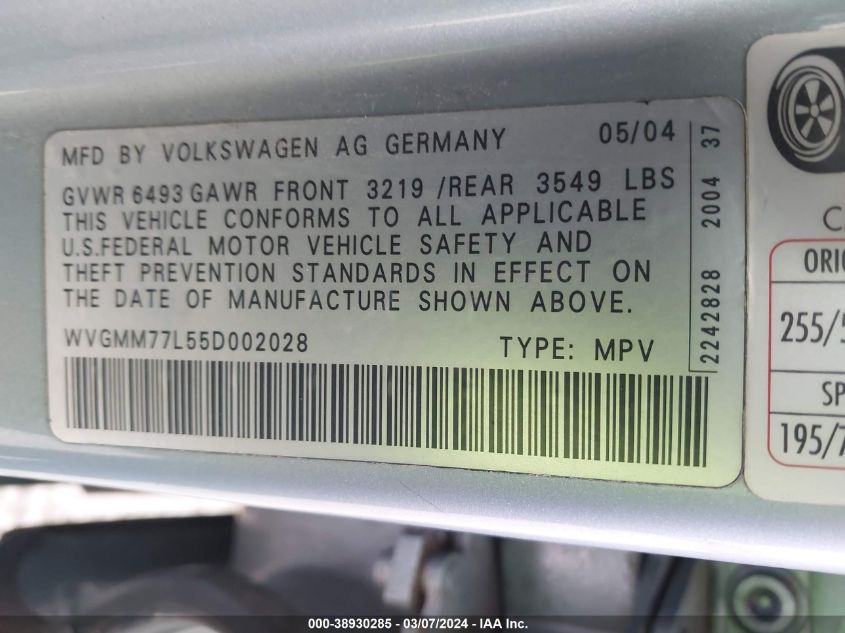 MFD BY VOLKSWAGEN AG GERMANY 05/04
GVWR 6493 GAWR FRONT 3219 /REAR 3549 LBS
THIS VEHICLE CONFORMS TO ALL APPLICABLE
U.S.FEDERAL MOTOR VEHICLE SAFETY AND
THEFT PREVENTION STANDARDS IN EFFECT ON
THE DATE OF MANUFACTURE SHOWN ABOVE.
WVGMM77L55D002028 TYPE: MPV
2242828 2004 37
ORIG
255/5
SP
195/7
000-38930285 - 03/07/2024 - IAA Inc.